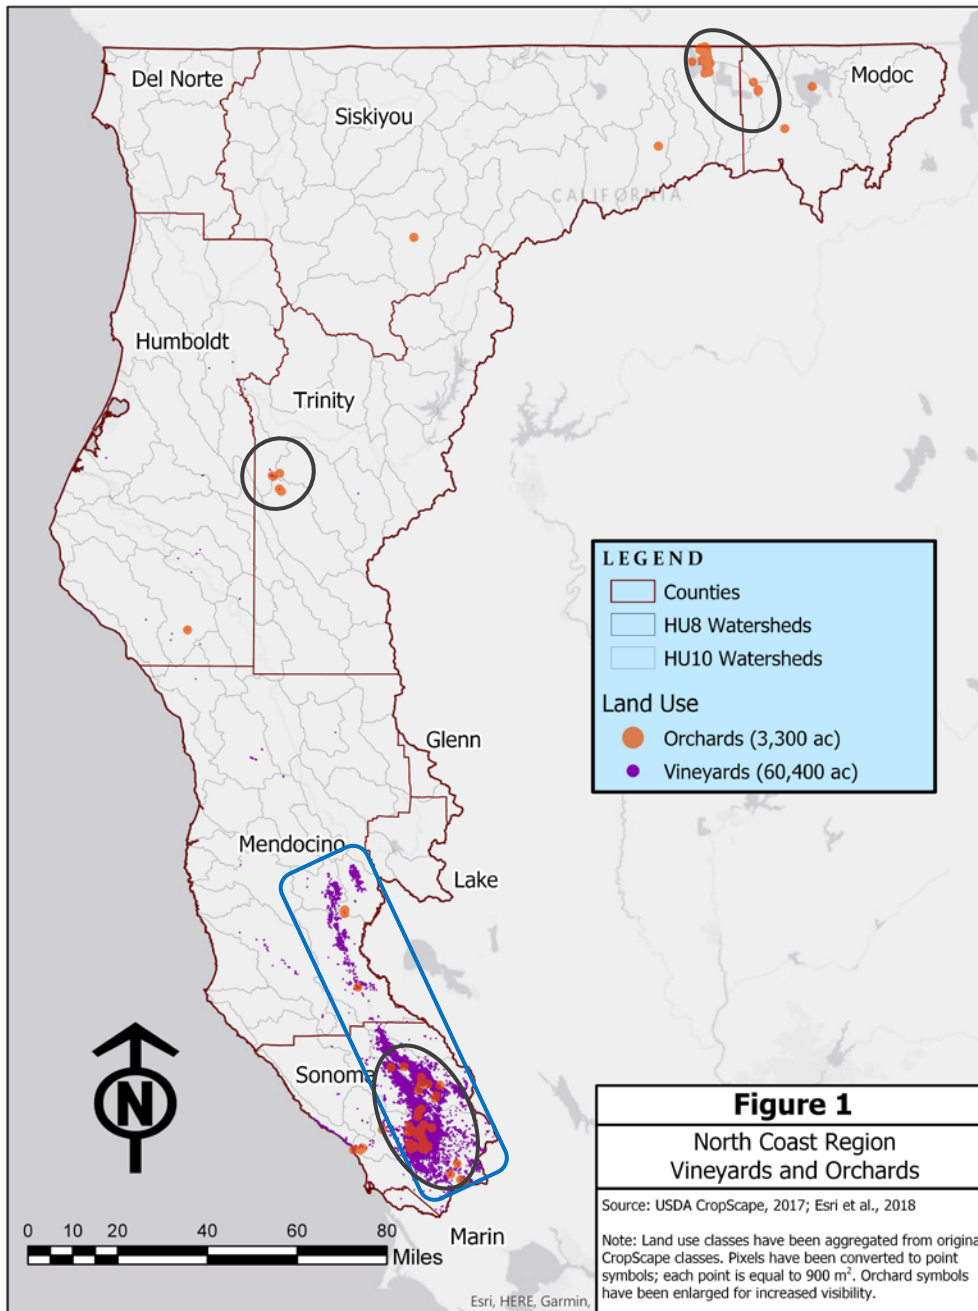 Del Norte
Siskiyou
Modoc
CALIFORNIA
Humboldt
Trinity
LEGEND
Counties
HU8 Watersheds
HU10 Watersheds
Land Use
Orchards (3,300 ac)
Vineyards (60,400 ac)
Glenn
Mendocino
Lake
Sonoma
N
Marin
0 10 20 40 60 80
Miles
Esri, HERE, Garmin,
Figure 1
North Coast Region
Vineyards and Orchards
Source: USDA CropScape, 2017; Esri et al., 2018
Note: Land use classes have been aggregated from origina
CropScape classes. Pixels have been converted to point
symbols; each point is equal to 900 m². Orchard symbols
have been enlarged for increased visibility.